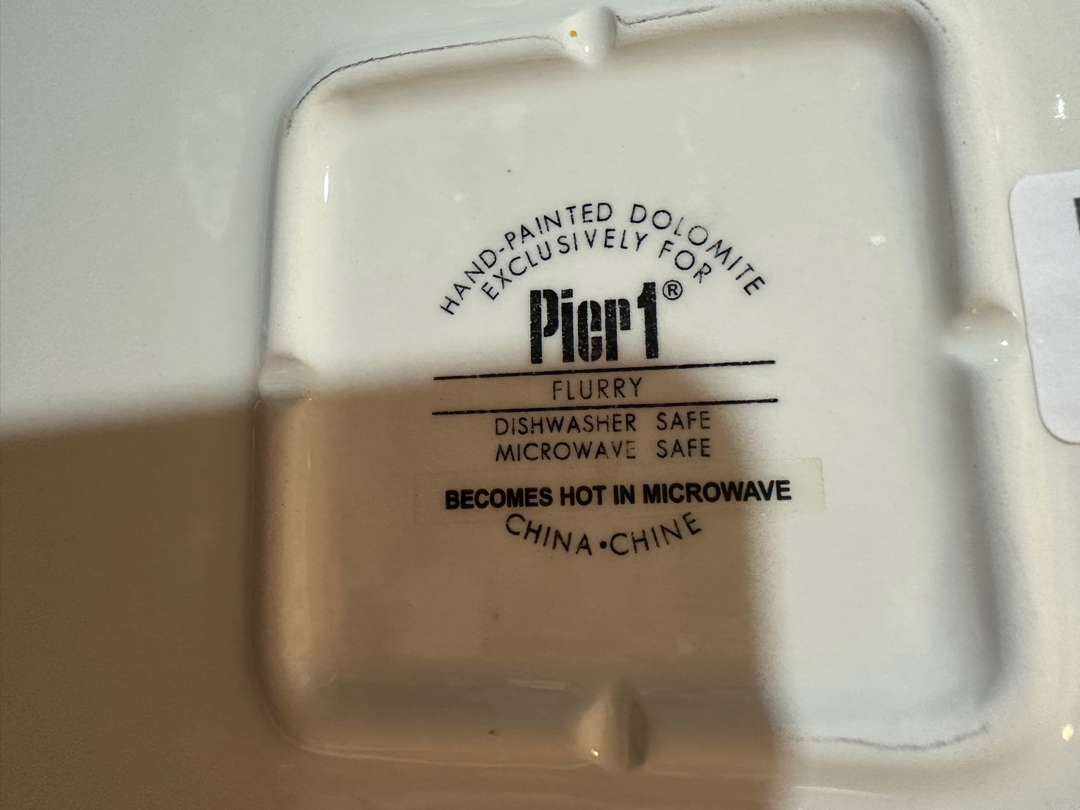 HAND-PAINTED DOLOMITE
EXCLUSIVELY FOR
Pier1®
FLURRY
DISHWASHER SAFE
MICROWAVE SAFE
BECOMES HOT IN MICROWAVE
CHINA•CHINE